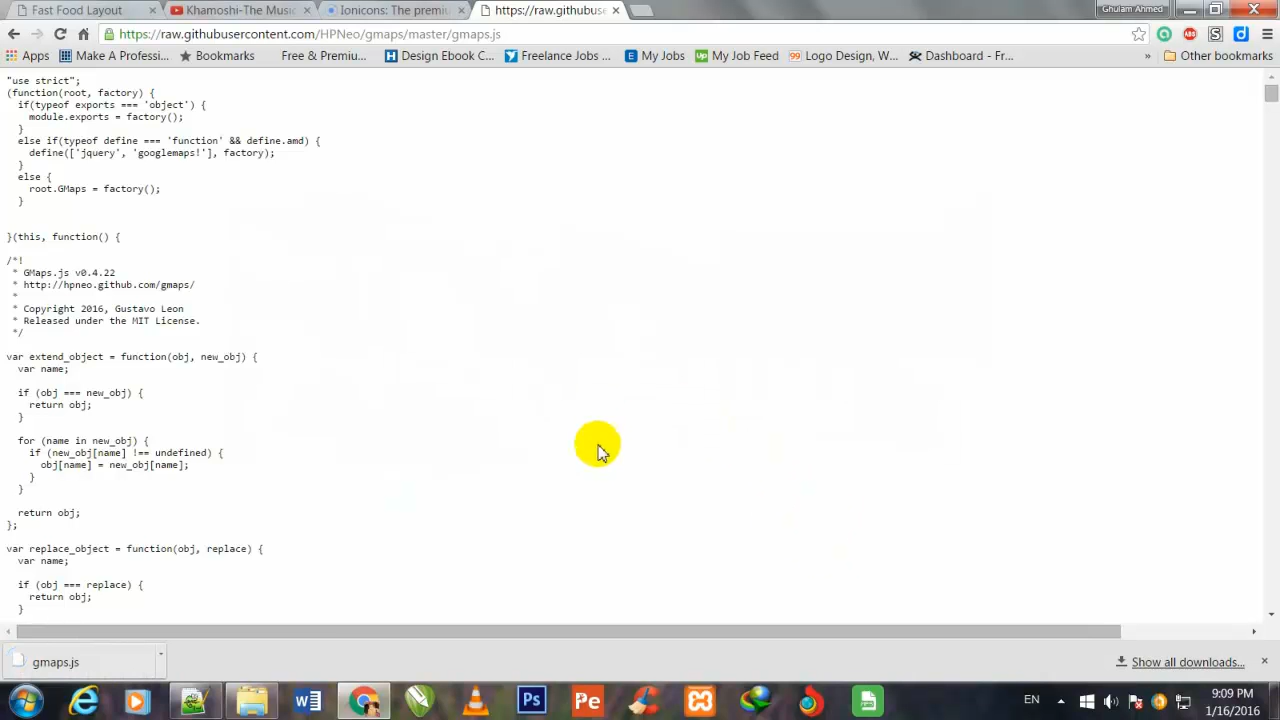 Fast Food Layout
Khamoshi-The Music
Ionicons: The premiu
https://raw.githubuse
Ghulam Ahmed
https://raw.githubusercontent.com/HPNeo/gmaps/master/gmaps.js
Apps
Make A Professi...
Bookmarks
Free & Premiu...
Design Ebook C...
Freelance Jobs ...
My Jobs
Up
My Job Feed
99
Logo Design, W...
Dashboard - Fr...
»
Other bookmarks
"use strict";
(function(root, factory) {
if(typeof exports === 'object') {
module.exports = factory();
}
else if(typeof define === 'function' && define.amd) {
define(['jquery', 'googlemaps!'], factory);
}
else {
root.GMaps = factory();
}
}(this, function() {
/*!
* GMaps.js v0.4.22
* http://hpneo.github.com/gmaps/
*
* Copyright 2016, Gustavo Leon
* Released under the MIT License.
*/
var extend_object = function(obj, new_obj) {
var name;
if (obj === new_obj) {
return obj;
}
for (name in new_obj) {
if (new_obj[name] !== undefined) {
obj[name] = new_obj[name];
}
}
return obj;
};
var replace_object = function(obj, replace) {
var name;
if (obj === replace) {
return obj;
}
gmaps.js
Show all downloads...
Ps
Pe
EN
9:09 PM
1/16/2016